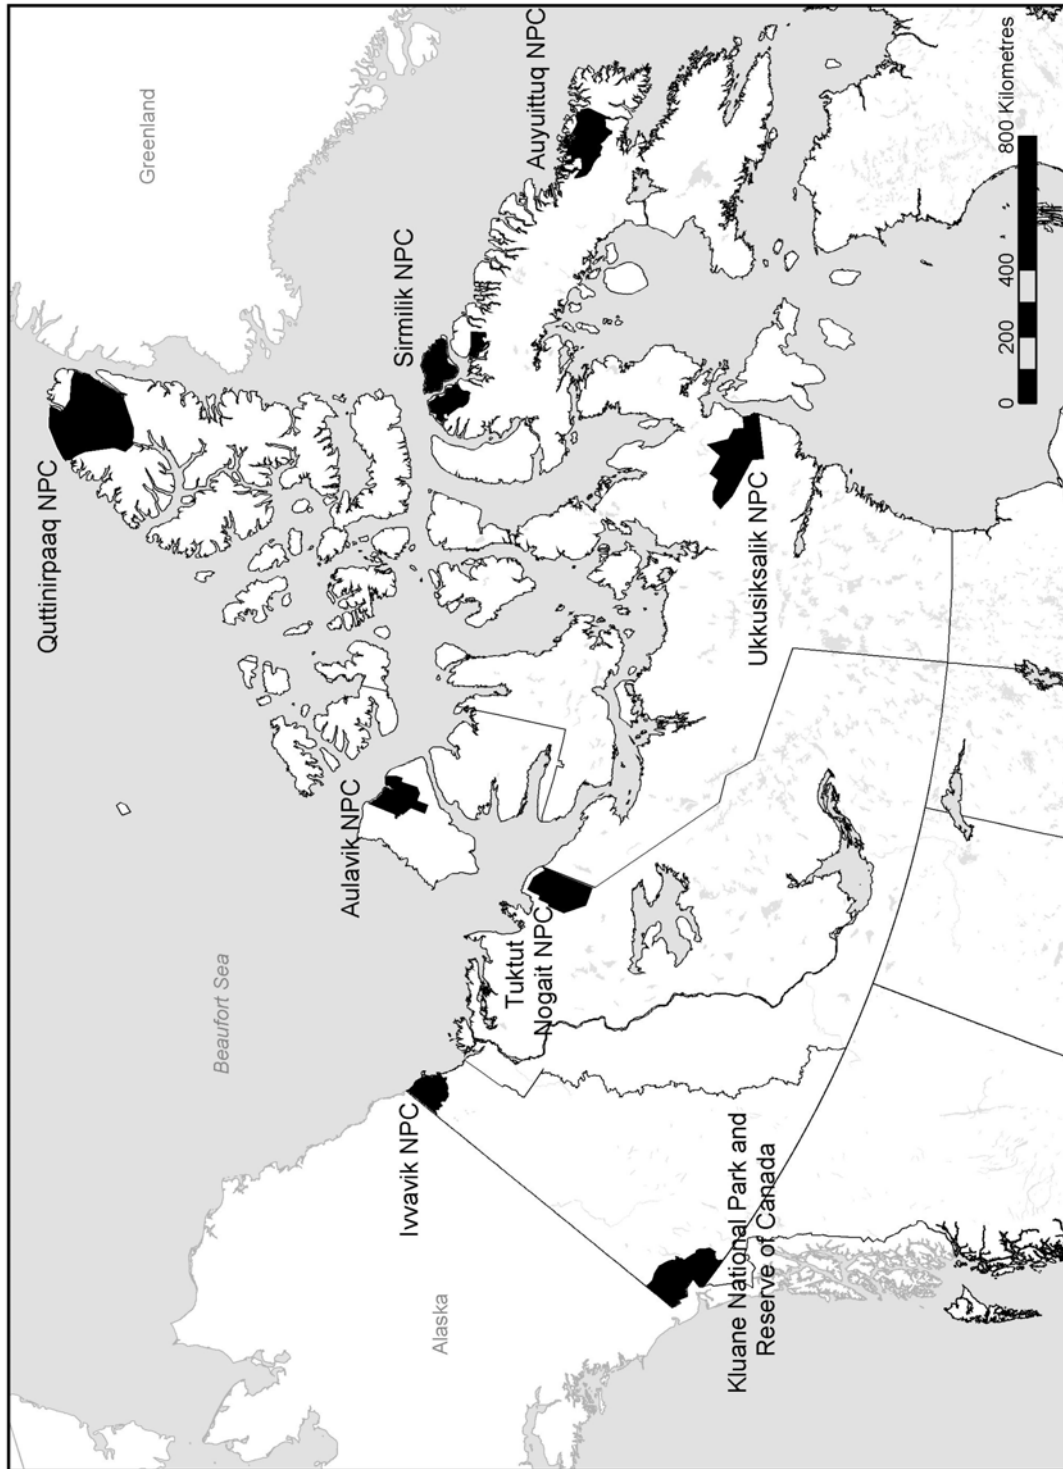 Greenland
Quttinirpaaq NPC
Sirmilik NPC
Auyuittuq NPC
Aulavik NPC
Beaufort Sea
Tuktut
Nogait NPC
Ukkusiksalik NPC
Ivvavik NPC
Alaska
Kluane National Park and
Reserve of Canada
0 200 400 800 Kilometres